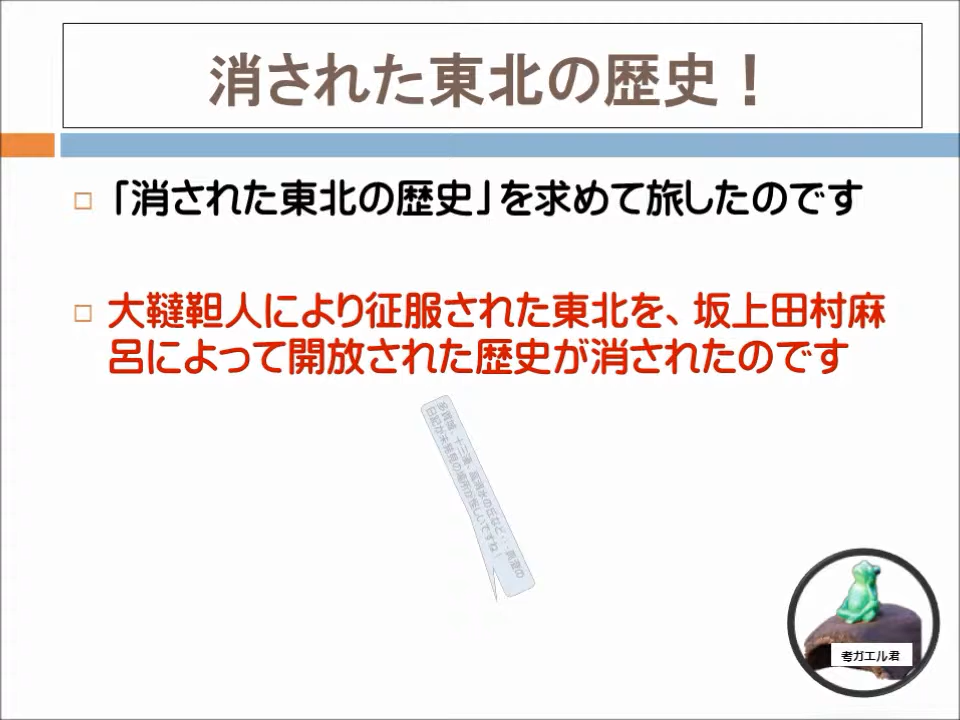 消された東北の歴史！
「消された東北の歴史」を求めて旅したのです
大韃靼人により征服された東北を、坂上田村麻
呂によって開放された歴史が消されたのです
考ガエル君